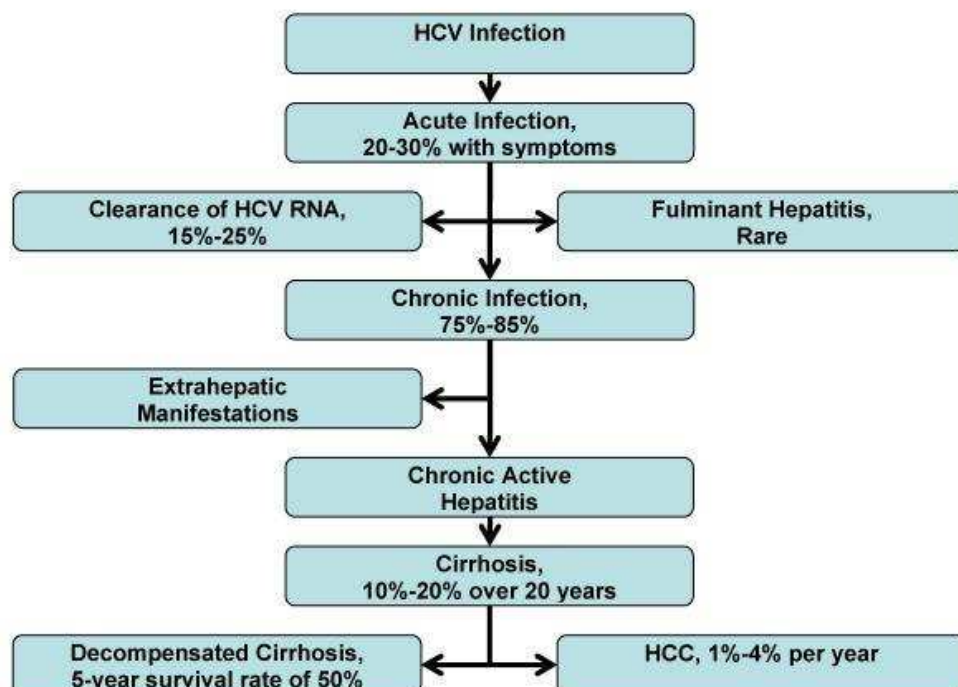 HCV Infection
Acute Infection,
20-30% with symptoms
Clearance of HCV RNA,
15%-25%
Fulminant Hepatitis,
Rare
Chronic Infection,
75%-85%
Extrahepatic
Manifestations
Chronic Active
Hepatitis
Cirrhosis,
10%-20% over 20 years
Decompensated Cirrhosis,
5-year survival rate of 50%
HCC, 1%-4% per year